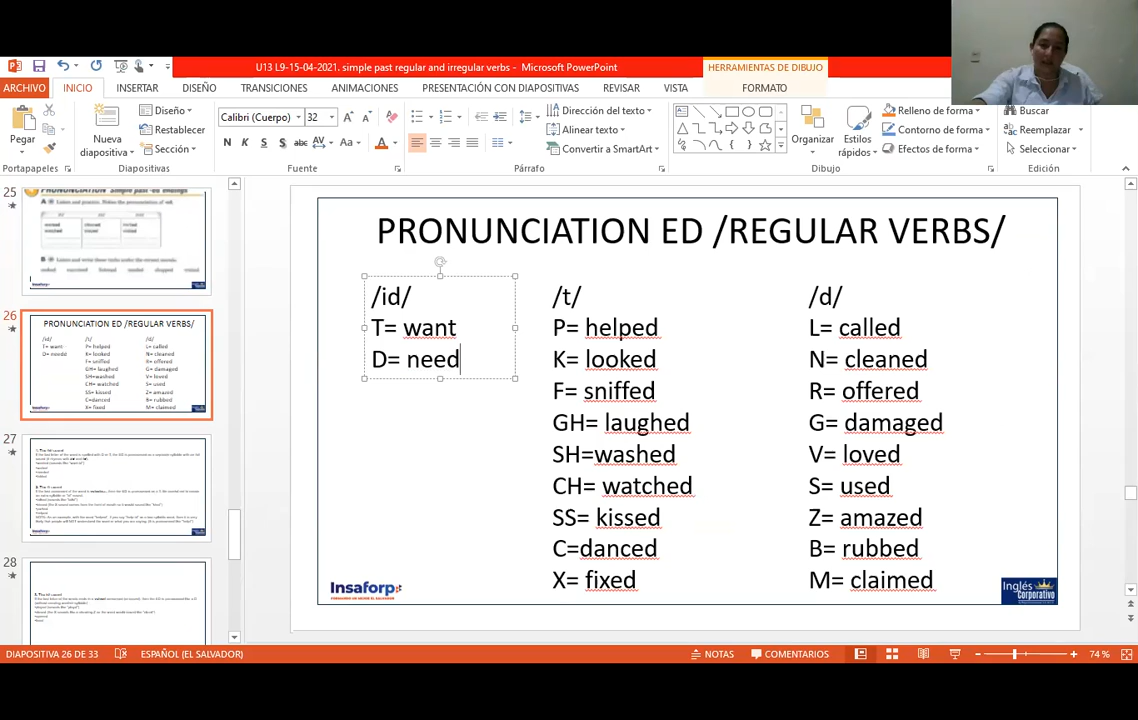 U13 L9-15-04-2021. simple past regular and irregular verbs - Microsoft PowerPoint
HERRAMIENTAS DE DIBUJO
ARCHIVO INICIO INSERTAR DISEÑO TRANSICIONES ANIMACIONES PRESENTACIÓN CON DIAPOSITIVAS REVISAR VISTA FORMATO
Pegar
Nueva diapositiva
Diseño
Restablecer
Sección
Calibri (Cuerpo) 32
N K S S abc AV Aa A
Dirección del texto
Alinear texto
Convertir a SmartArt
Organizar
Estilos rápidos
Relleno de forma
Contorno de forma
Efectos de forma
Buscar
Reemplazar
Seleccionar
Portapapeles Diapositivas Fuente Párrafo Dibujo Edición
25
26
27
28
PRONUNCIATION ED /REGULAR VERBS/
/id/
T= want
D= need
/t/
P= helped
K= looked
F= sniffed
GH= laughed
SH=washed
CH= watched
SS= kissed
C=danced
X= fixed
/d/
L= called
N= cleaned
R= offered
G= damaged
V= loved
S= used
Z= amazed
B= rubbed
M= claimed
Insaforp
Inglés Corporativo
DIAPOSITIVA 26 DE 33 ESPAÑOL (EL SALVADOR) NOTAS COMENTARIOS 74 %